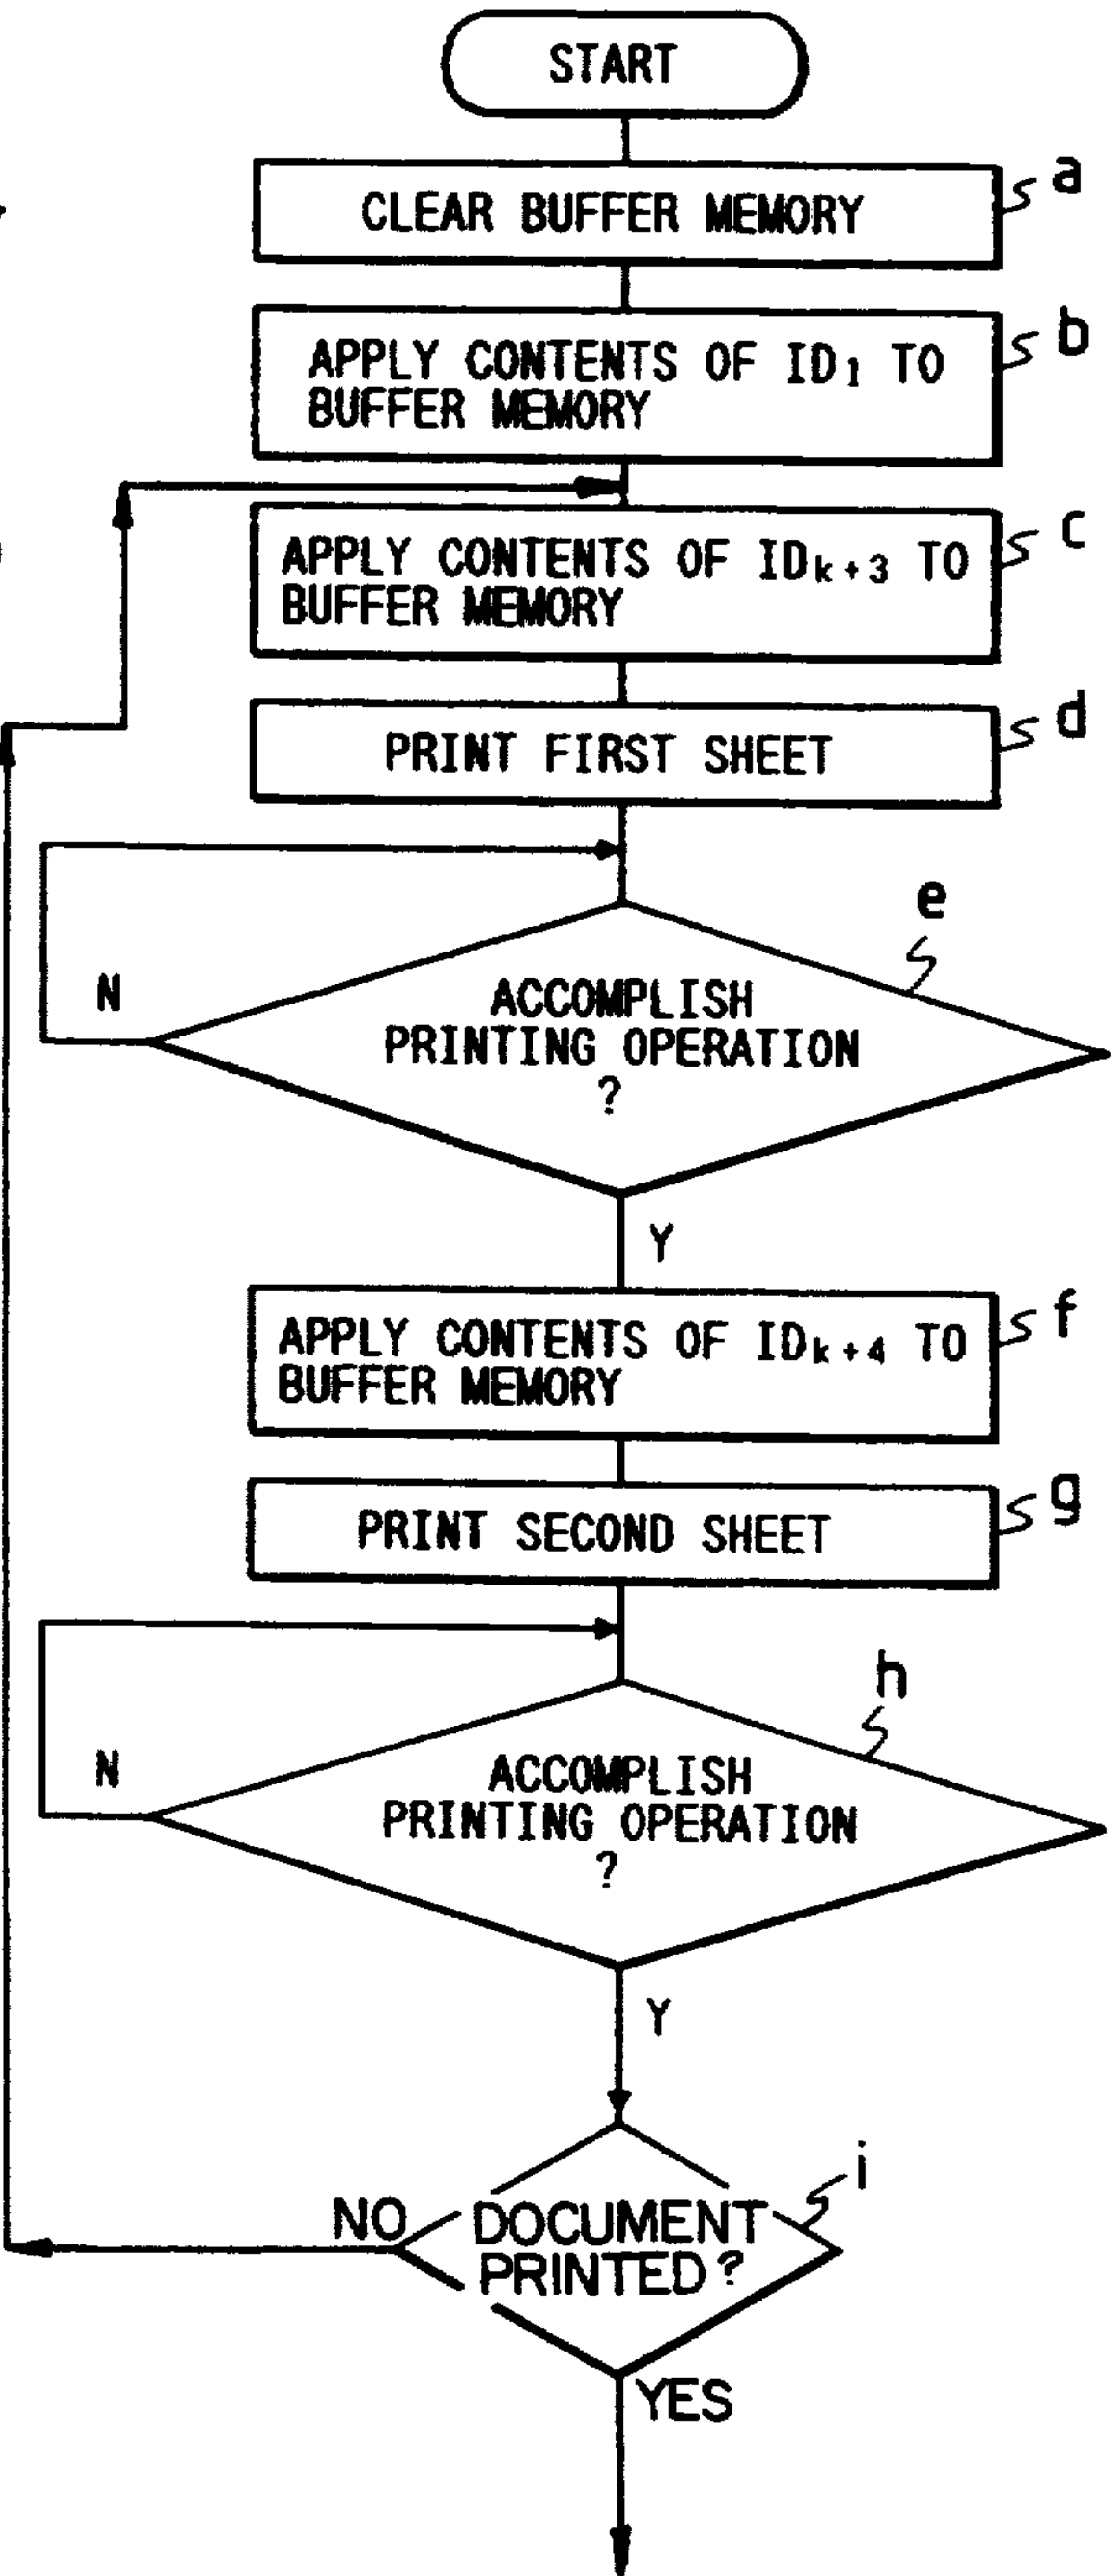 START
a
CLEAR BUFFER MEMORY
b
APPLY CONTENTS OF ID₁ TO
BUFFER MEMORY
c
APPLY CONTENTS OF IDₖ₊₃ TO
BUFFER MEMORY
d
PRINT FIRST SHEET
e
N
ACCOMPLISH
PRINTING OPERATION
?
Y
f
APPLY CONTENTS OF IDₖ₊₄ TO
BUFFER MEMORY
g
PRINT SECOND SHEET
h
N
ACCOMPLISH
PRINTING OPERATION
?
Y
i
NO
DOCUMENT
PRINTED?
YES